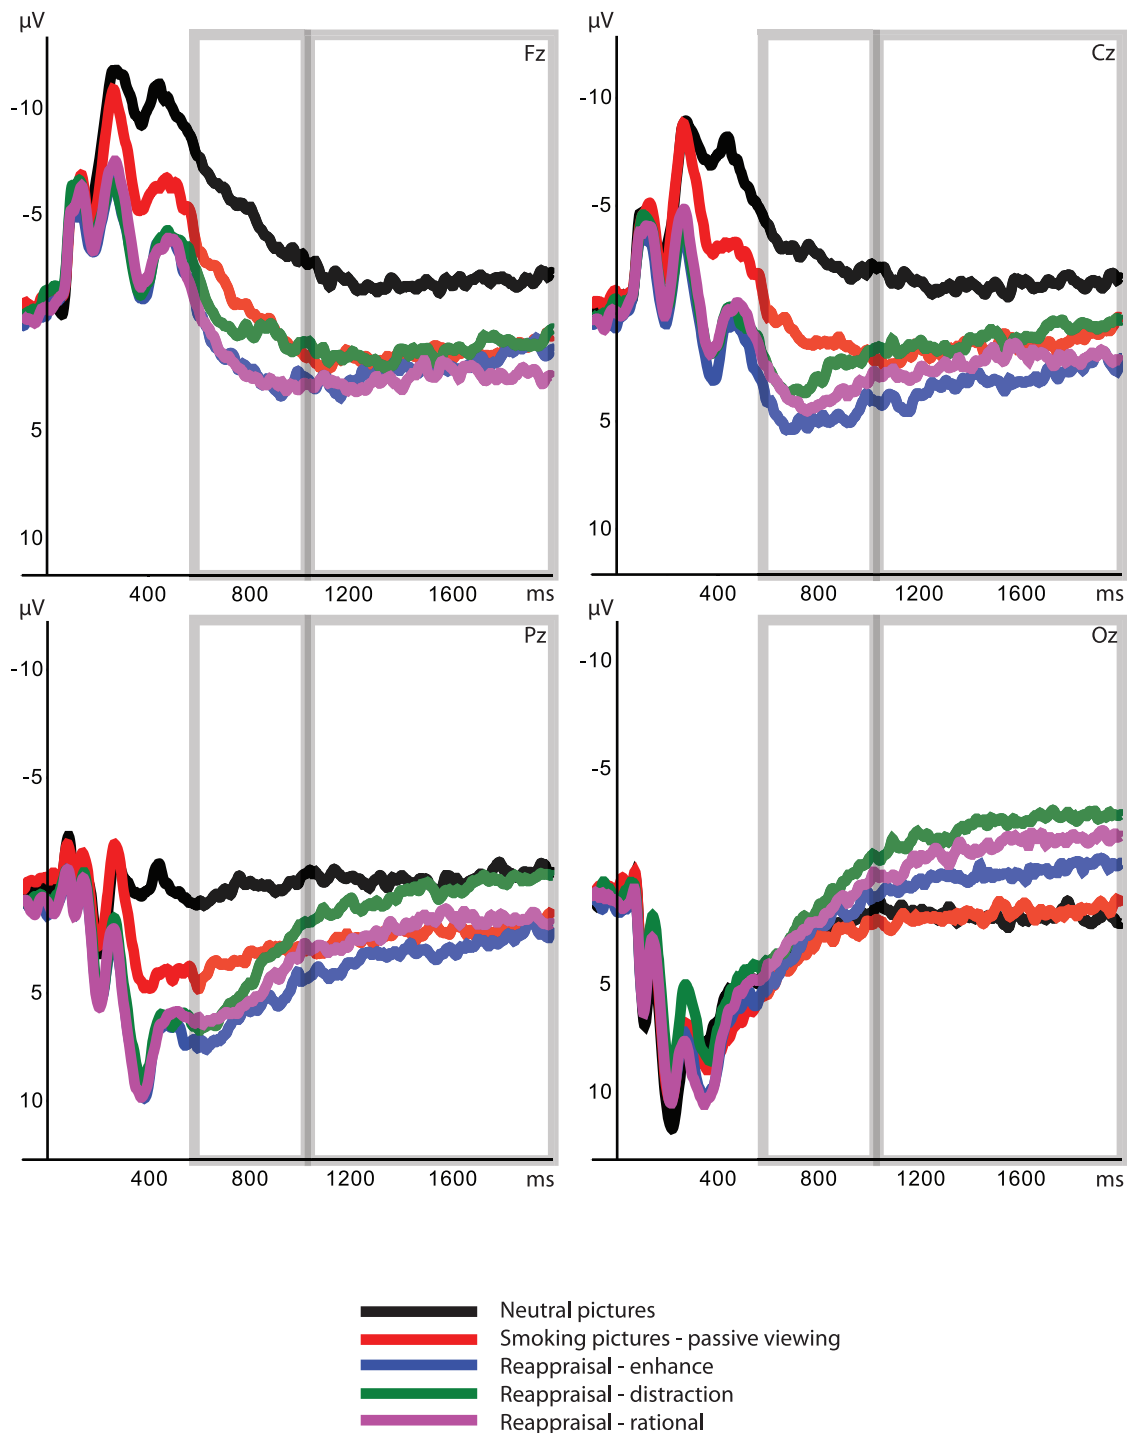 µV
Fz
-10
-5
5
10
400 800 1200 1600 ms
µV
Cz
-10
-5
5
10
400 800 1200 1600 ms
µV
Pz
-10
-5
5
10
400 800 1200 1600 ms
µV
Oz
-10
-5
5
10
400 800 1200 1600 ms
Neutral pictures
Smoking pictures - passive viewing
Reappraisal - enhance
Reappraisal - distraction
Reappraisal - rational